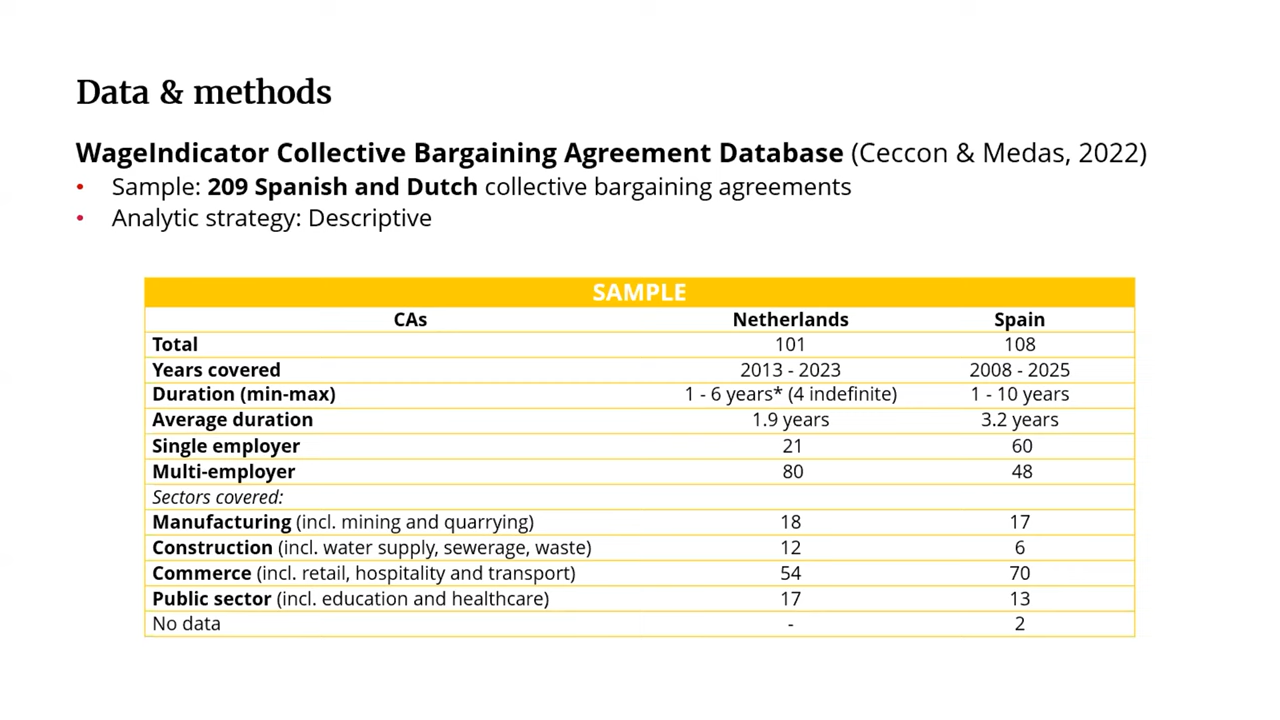 Data & methods
WageIndicator Collective Bargaining Agreement Database (Ceccon & Medas, 2022)
• Sample: 209 Spanish and Dutch collective bargaining agreements
• Analytic strategy: Descriptive
SAMPLE
CAs Netherlands Spain
Total 101 108
Years covered 2013 - 2023 2008 - 2025
Duration (min-max) 1 - 6 years* (4 indefinite) 1 - 10 years
Average duration 1.9 years 3.2 years
Single employer 21 60
Multi-employer 80 48
Sectors covered:
Manufacturing (incl. mining and quarrying) 18 17
Construction (incl. water supply, sewerage, waste) 12 6
Commerce (incl. retail, hospitality and transport) 54 70
Public sector (incl. education and healthcare) 17 13
No data - 2